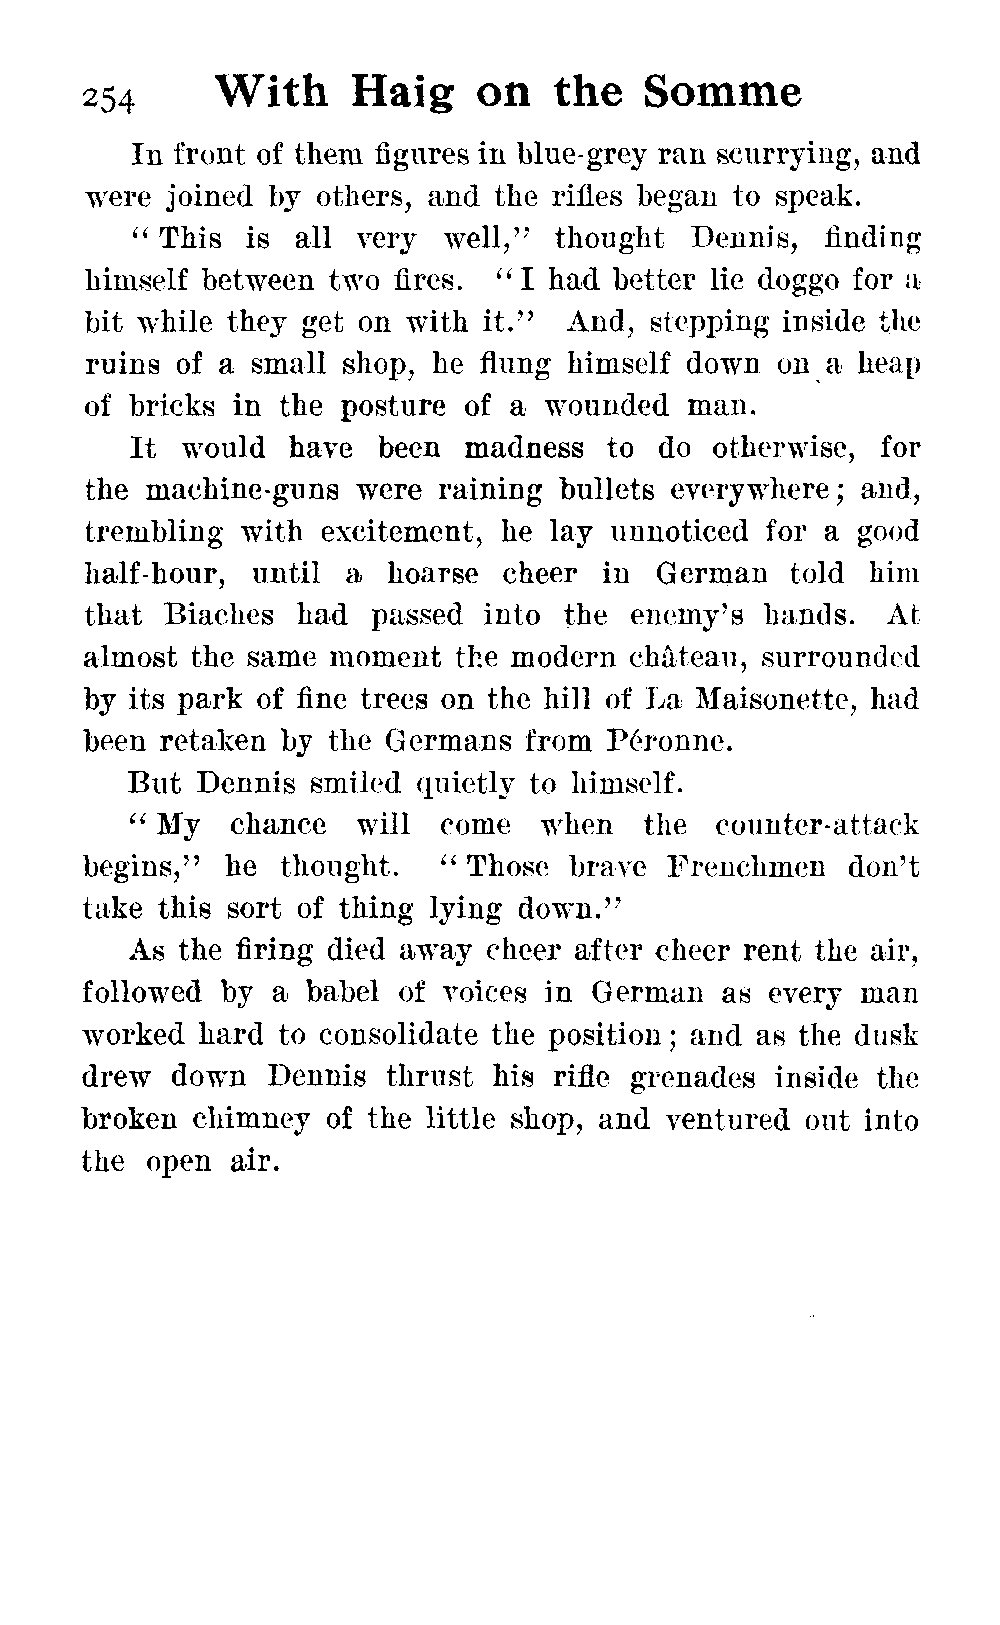 254 With Haig on the Somme
In front of them figures in blue-grey ran scurrying, and
were joined by others, and the rifles began to speak.
“ This is all very well,” thought Dennis, finding
himself between two fires. “ I had better lie doggo for a
bit while they get on with it.” And, stepping inside the
ruins of a small shop, he flung himself down on a heap
of bricks in the posture of a wounded man.
It would have been madness to do otherwise, for
the machine-guns were raining bullets everywhere ; and,
trembling with excitement, he lay unnoticed for a good
half-hour, until a hoarse cheer in German told him
that Biaches had passed into the enemy’s hands. At
almost the same moment the modern château, surrounded
by its park of fine trees on the hill of La Maisonette, had
been retaken by the Germans from Péronne.
But Dennis smiled quietly to himself.
“ My chance will come when the counter-attack
begins,” he thought. “ Those brave Frenchmen don’t
take this sort of thing lying down.”
As the firing died away cheer after cheer rent the air,
followed by a babel of voices in German as every man
worked hard to consolidate the position ; and as the dusk
drew down Dennis thrust his rifle grenades inside the
broken chimney of the little shop, and ventured out into
the open air.